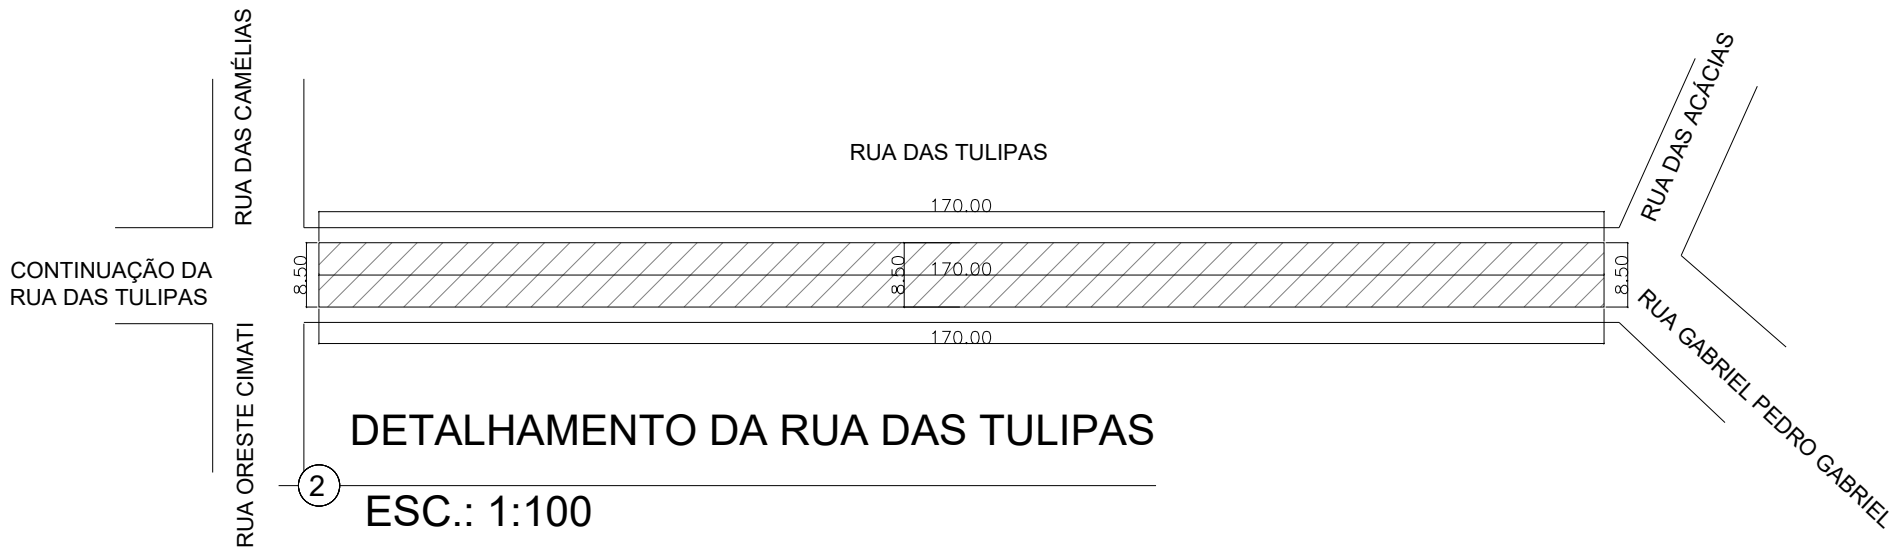 RUA DAS CAMÉLIAS
RUA DAS ACÁCIAS
RUA DAS TULIPAS
170.00
CONTINUAÇÃO DA
RUA DAS TULIPAS
8.50
8.50
170.00
8.50
170.00
RUA ORESTE CIMATI
RUA GABRIEL PEDRO GABRIEL
DETALHAMENTO DA RUA DAS TULIPAS
2
ESC.: 1:100